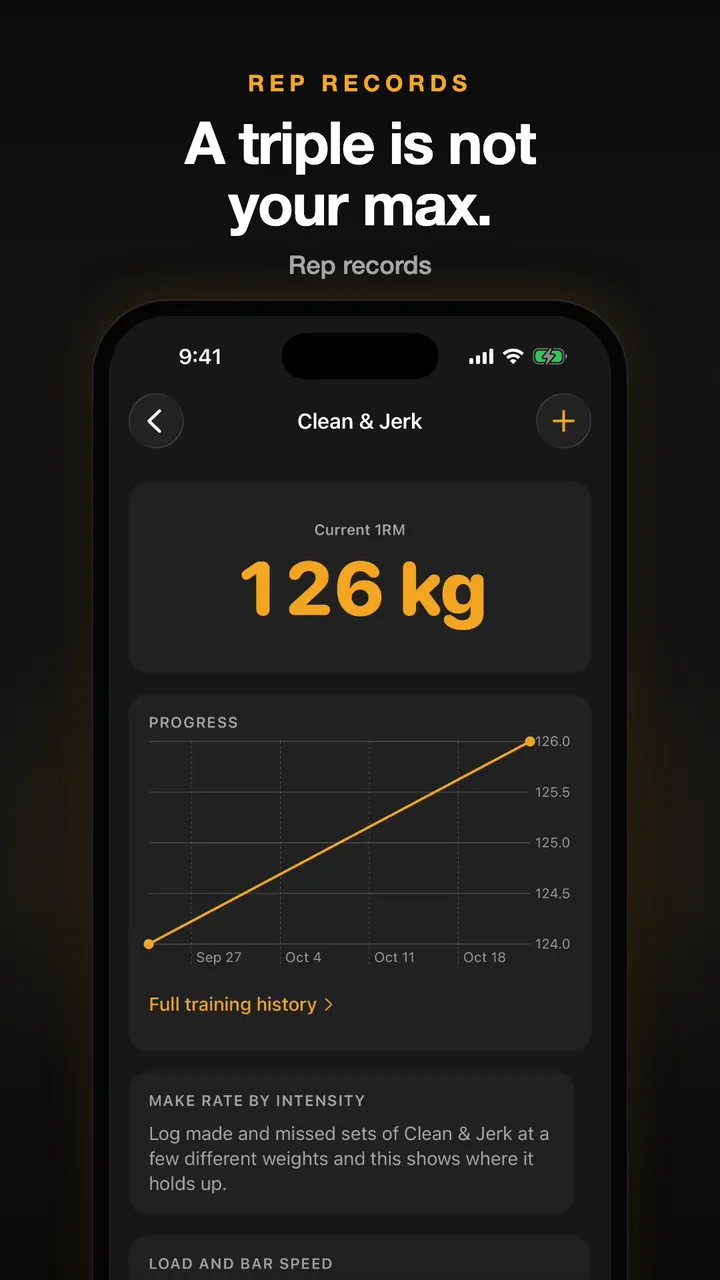 REP RECORDS
A triple is not
your max.
Rep records
9:41
Clean & Jerk
Current 1RM
126 kg
PROGRESS
126.0
125.5
125.0
124.5
124.0
Sep 27 Oct 4 Oct 11 Oct 18
Full training history >
MAKE RATE BY INTENSITY
Log made and missed sets of Clean & Jerk at a
few different weights and this shows where it
holds up.
LOAD AND BAR SPEED